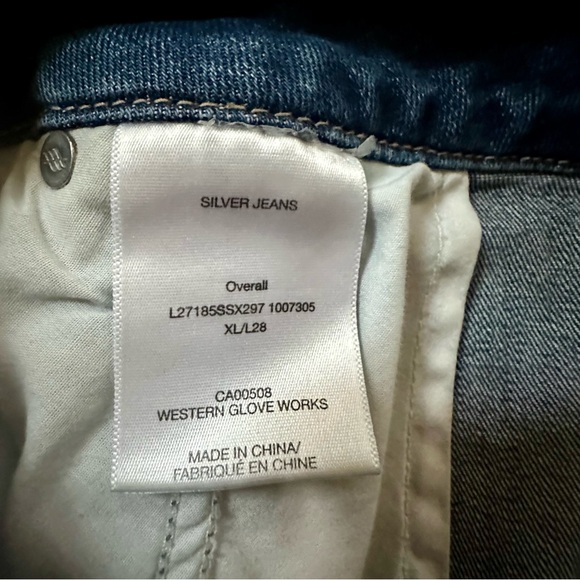 SILVER JEANS
Overall
L27185SSX297 1007305
XL/L28
CA00508
WESTERN GLOVE WORKS
MADE IN CHINA/
FABRIQUÉ EN CHINE